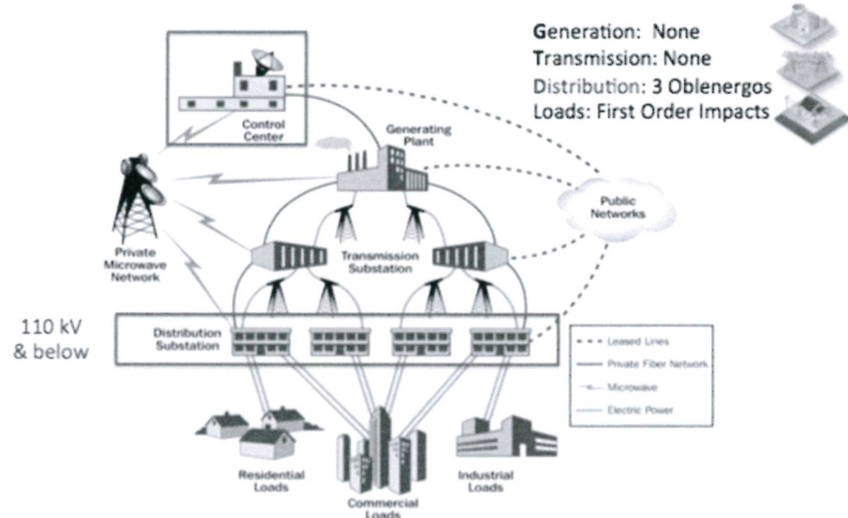 Generation: None
Transmission: None
Distribution: 3 Oblenergos
Loads: First Order Impacts
Control
Center
Generating
Plant
Public
Networks
Private
Microwave
Network
Transmission
Substation
110 kV
& below
Distribution
Substation
Leased Lines
Private Fiber Network
Microwave
Electric Power
Residential
Loads
Commercial
Loads
Industrial
Loads